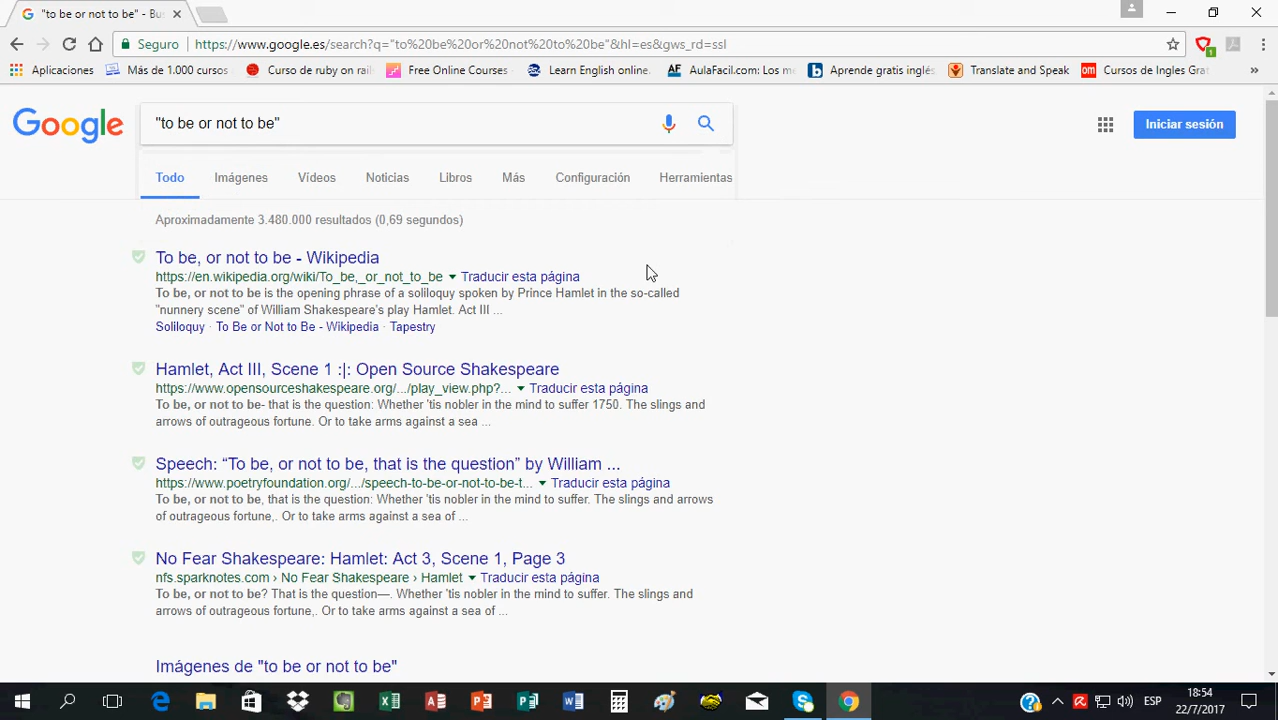 "to be or not to be" - Bu
Seguro https://www.google.es/search?q="to%20be%20or%20not%20to%20be"&hl=es&gws_rd=ssl
1
Aplicaciones Más de 1.000 cursos Curso de ruby on rail Free Online Courses Learn English online, AulaFacil.com: Los m Aprende gratis inglés Translate and Speak om Cursos de Ingles Grat »
Google "to be or not to be" Iniciar sesión
Todo Imágenes Vídeos Noticias Libros Más Configuración Herramientas
Aproximadamente 3.480.000 resultados (0,69 segundos)
To be, or not to be - Wikipedia
https://en.wikipedia.org/wiki/To_be,_or_not_to_be Traducir esta página
To be, or not to be is the opening phrase of a soliloquy spoken by Prince Hamlet in the so-called
"nunnery scene" of William Shakespeare's play Hamlet. Act III ...
Soliloquy · To Be or Not to Be - Wikipedia · Tapestry
Hamlet, Act III, Scene 1 :|: Open Source Shakespeare
https://www.opensourceshakespeare.org/.../play_view.php?... Traducir esta página
To be, or not to be- that is the question: Whether 'tis nobler in the mind to suffer 1750. The slings and
arrows of outrageous fortune. Or to take arms against a sea ...
Speech: “To be, or not to be, that is the question” by William ...
https://www.poetryfoundation.org/.../speech-to-be-or-not-to-be-t... Traducir esta página
To be, or not to be, that is the question: Whether 'tis nobler in the mind to suffer. The slings and arrows
of outrageous fortune,. Or to take arms against a sea of ...
No Fear Shakespeare: Hamlet: Act 3, Scene 1, Page 3
nfs.sparknotes.com › No Fear Shakespeare › Hamlet Traducir esta página
To be, or not to be? That is the question—. Whether 'tis nobler in the mind to suffer. The slings and
arrows of outrageous fortune,. Or to take arms against a sea of ...
Imágenes de "to be or not to be"
ESP 18:54
22/7/2017